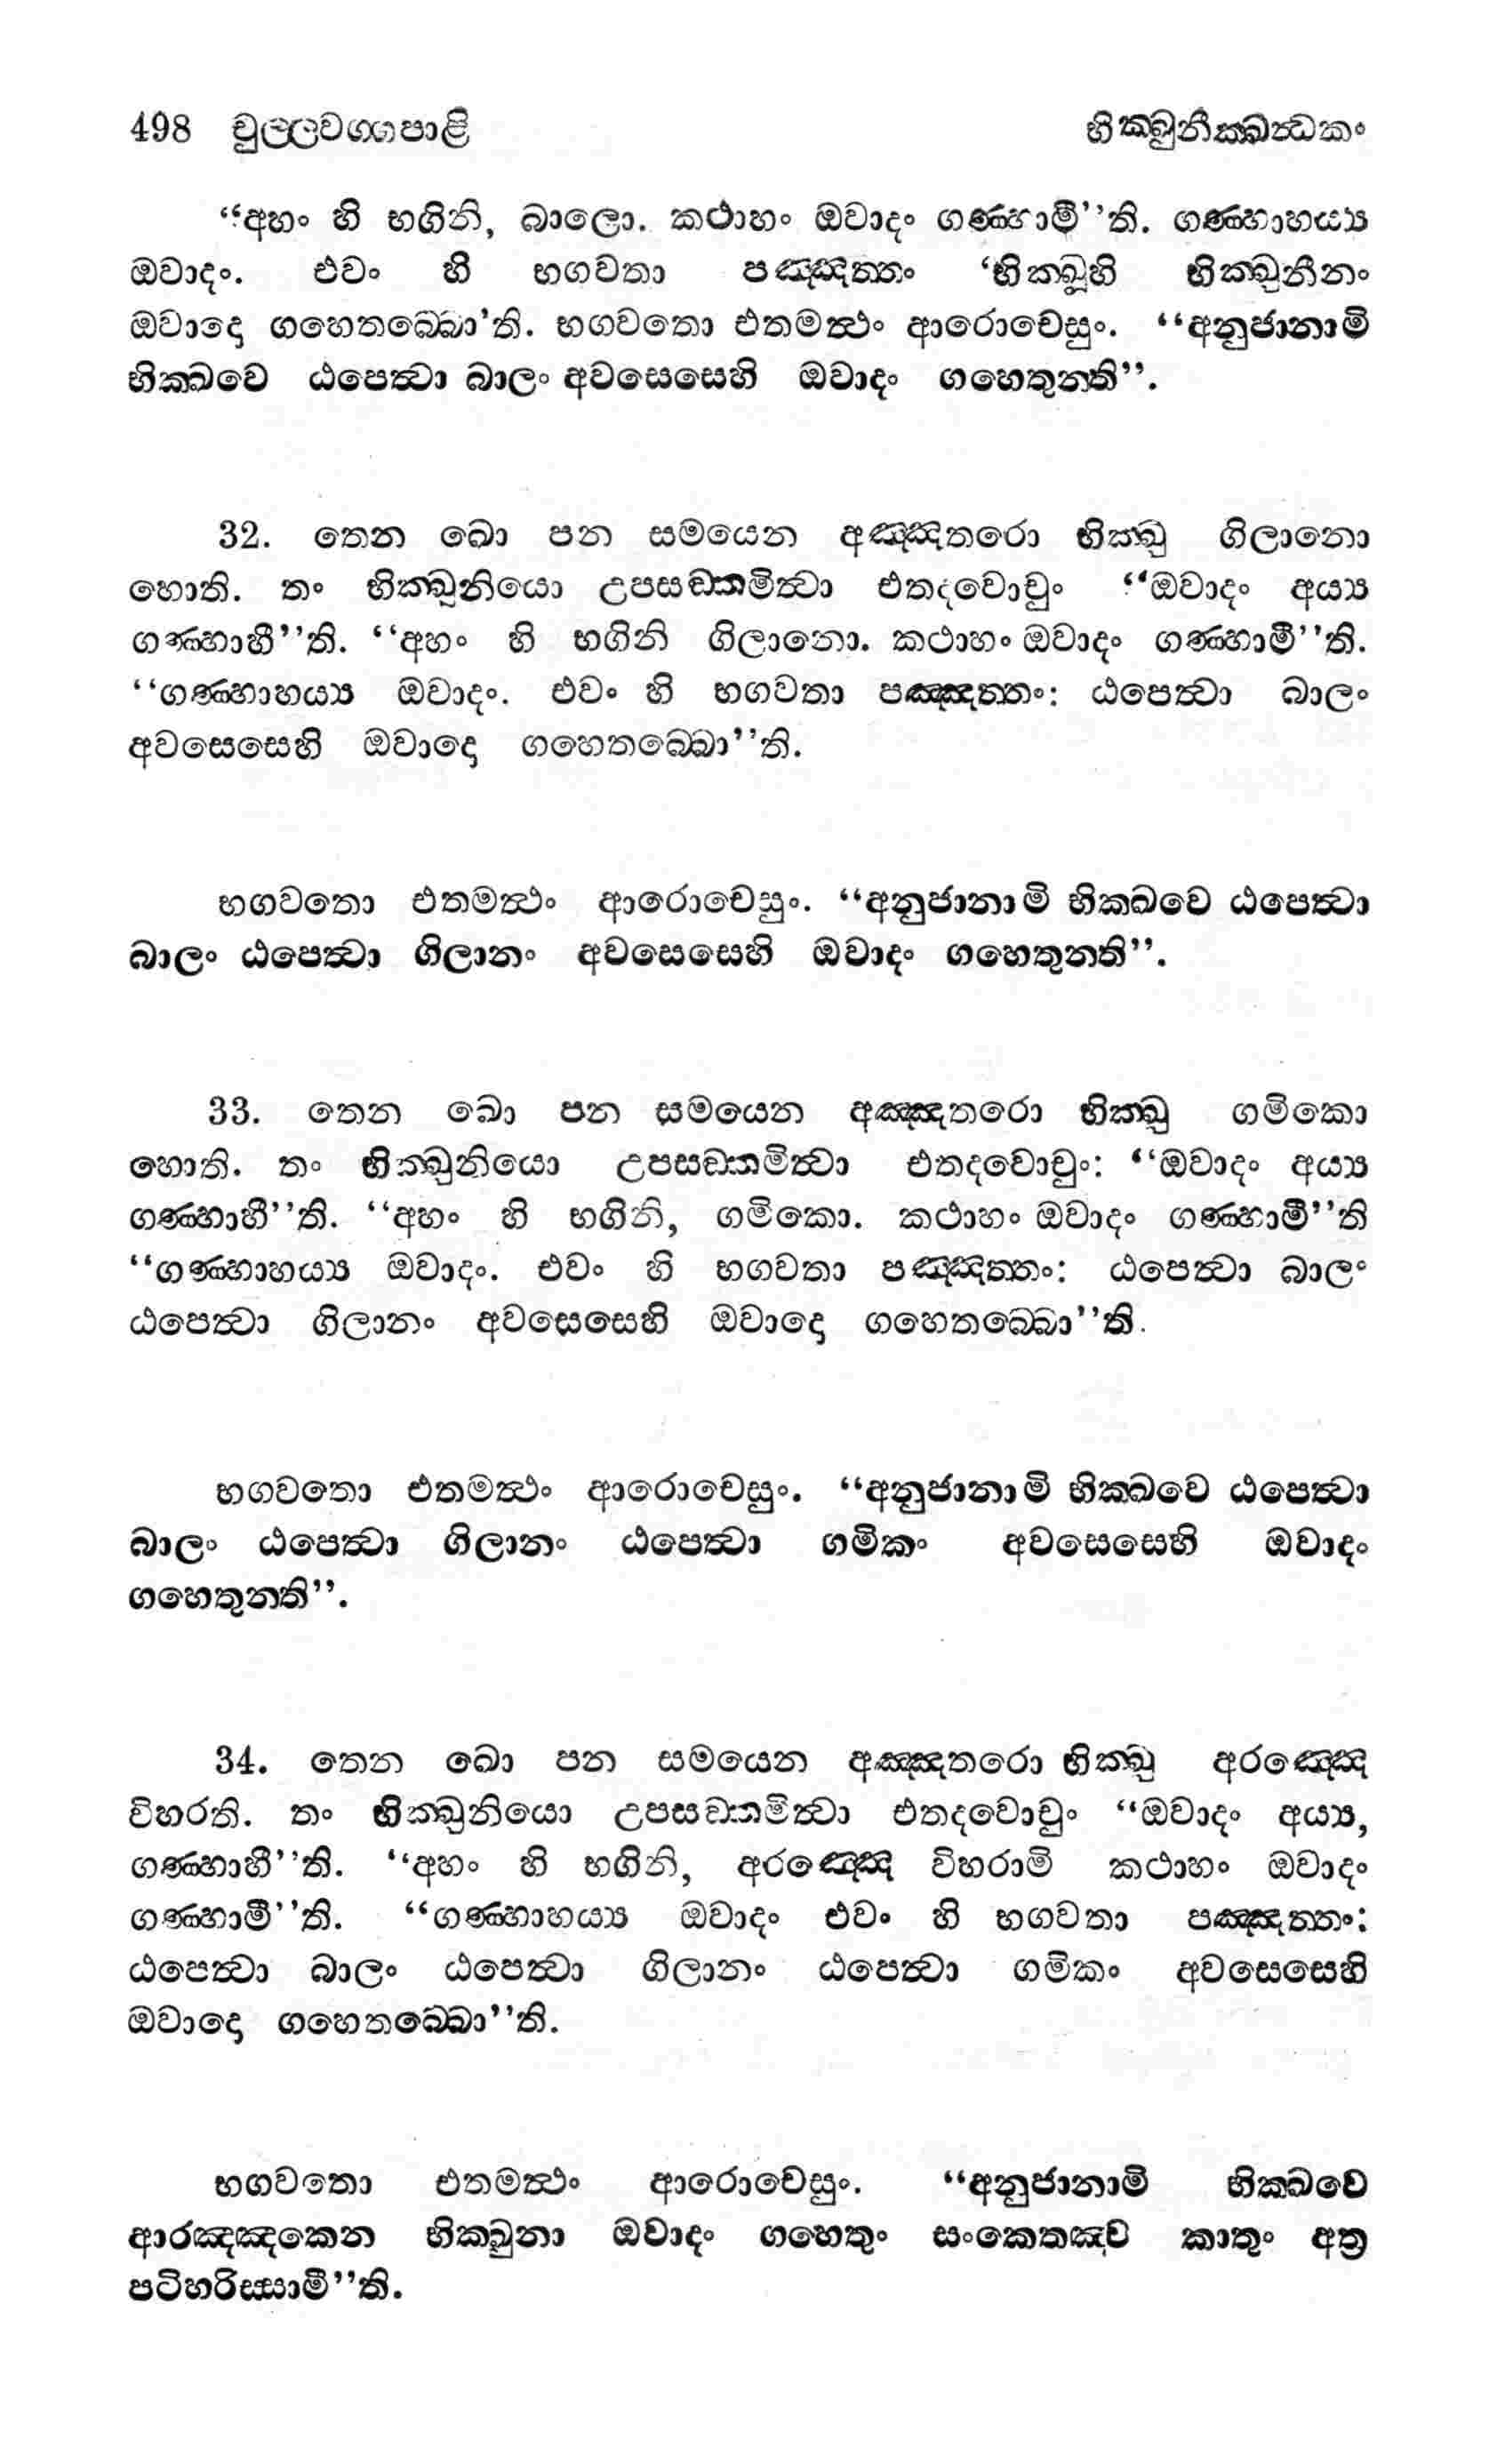 498 චුල්ලවග්ගපාළි භික්ඛුනීක්ඛන්ධකං
“අහං හි භගිනි, බාලො. කථාහං ඔවාදං ගණ්හාමී”ති. ගණ්හාහය්‍ය
ඔවාදං. එවං හි භගවතා පඤ්ඤත්තං ‘භික්ඛූහි භික්ඛුනීනං
ඔවාදො ගහෙතබ්බො’ති. භගවතො එතමත්‍ථං ආරොචෙසුං. “අනුජානාමි
භික්ඛවෙ ඨපෙත්‍වා බාලං අවසෙසෙහි ඔවාදං ගහෙතුනති”.
32. තෙන ඛො පන සමයෙන අඤ්ඤතරො භික්ඛු ගිලානො
හොති. තං භික්ඛුනියො උපසඞ්කමිත්‍වා එතදවොචුං “ඔවාදං අය්‍ය
ගණ්හාහී”ති. “අහං හි භගිනි ගිලානො. කථාහං ඔවාදං ගණ්හාමී”ති.
“ගණ්හාහය්‍ය ඔවාදං. එවං හි භගවතා පඤ්ඤත්තං: ඨපෙත්‍වා බාලං
අවසෙසෙහි ඔවාදො ගහෙතබ්බො”ති.
භගවතො එතමත්‍ථං ආරොචෙසුං. “අනුජානාමි භික්ඛවෙ ඨපෙත්‍වා
බාලං ඨපෙත්‍වා ගිලානං අවසෙසෙහි ඔවාදං ගහෙතුනති”.
33. තෙන ඛො පන සමයෙන අඤ්ඤතරො භික්ඛු ගමිකො
හොති. තං භික්ඛුනියො උපසඞ්කමිත්‍වා එතදවොචුං: “ඔවාදං අය්‍ය
ගණ්හාහී”ති. “අහං හි භගිනි, ගමිකො. කථාහං ඔවාදං ගණ්හාමී”ති
“ගණ්හාහය්‍ය ඔවාදං. එවං හි භගවතා පඤ්ඤත්තං: ඨපෙත්‍වා බාලං
ඨපෙත්‍වා ගිලානං අවසෙසෙහි ඔවාදො ගහෙතබ්බො”ති.
භගවතො එතමත්‍ථං ආරොචෙසුං. “අනුජානාමි භික්ඛවෙ ඨපෙත්‍වා
බාලං ඨපෙත්‍වා ගිලානං ඨපෙත්‍වා ගමිකං අවසෙසෙහි ඔවාදං
ගහෙතුනති”.
34. තෙන ඛො පන සමයෙන අඤ්ඤතරො භික්ඛු අරඤ්ඤෙ
විහරති. තං භික්ඛුනියො උපසඞ්කමිත්‍වා එතදවොචුං “ඔවාදං අය්‍ය,
ගණ්හාහී”ති. “අහං හි භගිනි, අරඤ්ඤෙ විහරාමි කථාහං ඔවාදං
ගණ්හාමී”ති. “ගණ්හාහය්‍ය ඔවාදං එවං හි භගවතා පඤ්ඤත්තං:
ඨපෙත්‍වා බාලං ඨපෙත්‍වා ගිලානං ඨපෙත්‍වා ගමිකං අවසෙසෙහි
ඔවාදො ගහෙතබ්බො”ති.
භගවතො එතමත්‍ථං ආරොචෙසුං. “අනුජානාමි භික්ඛවෙ
ආරඤ්ඤකෙන භික්ඛුනා ඔවාදං ගහෙතුං සංකෙතඤ්ච කාතුං අත්‍ර
පටිහරිස්සාමී”ති.